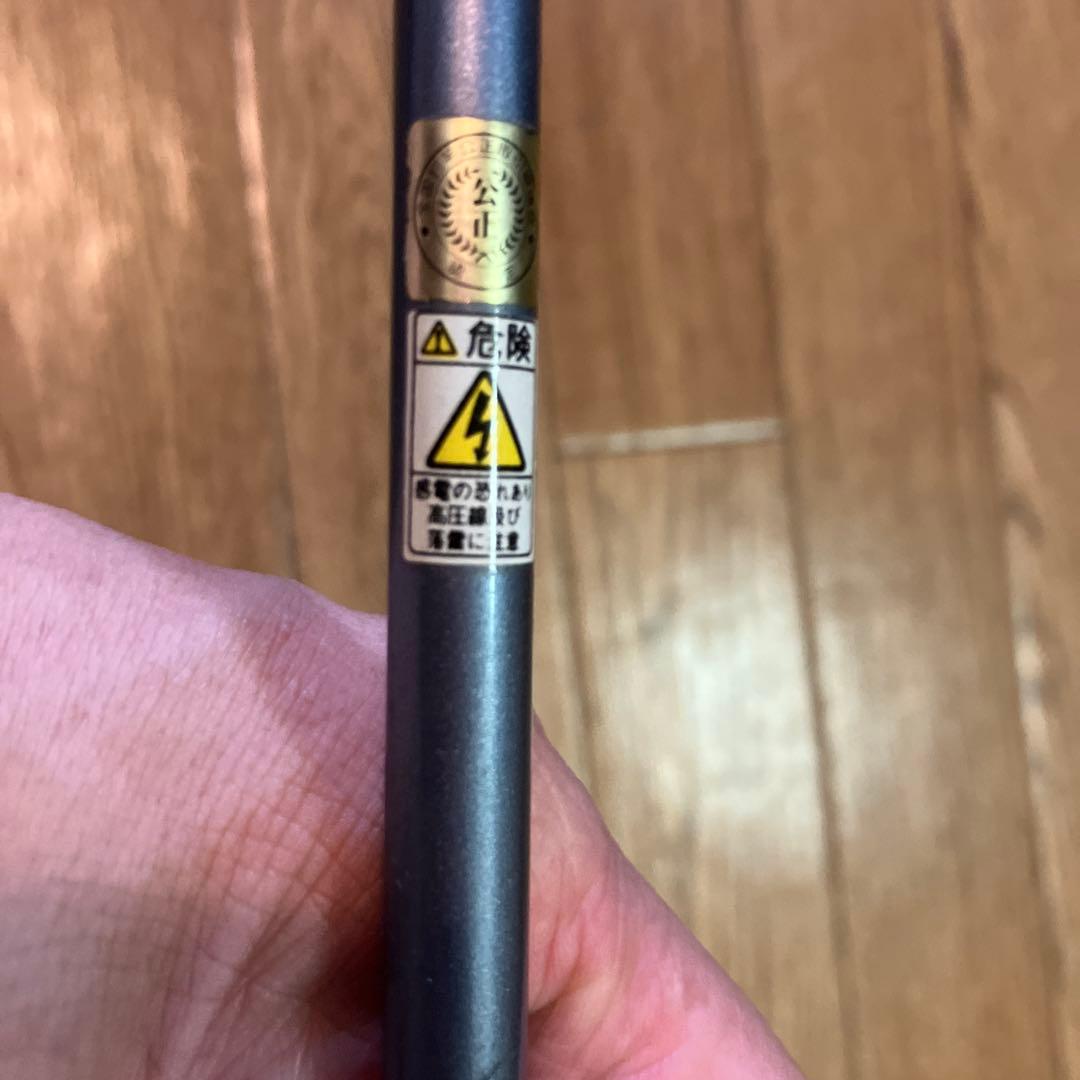 公
正
危険
感電の恐れあり
高圧線及び
落雷に注意